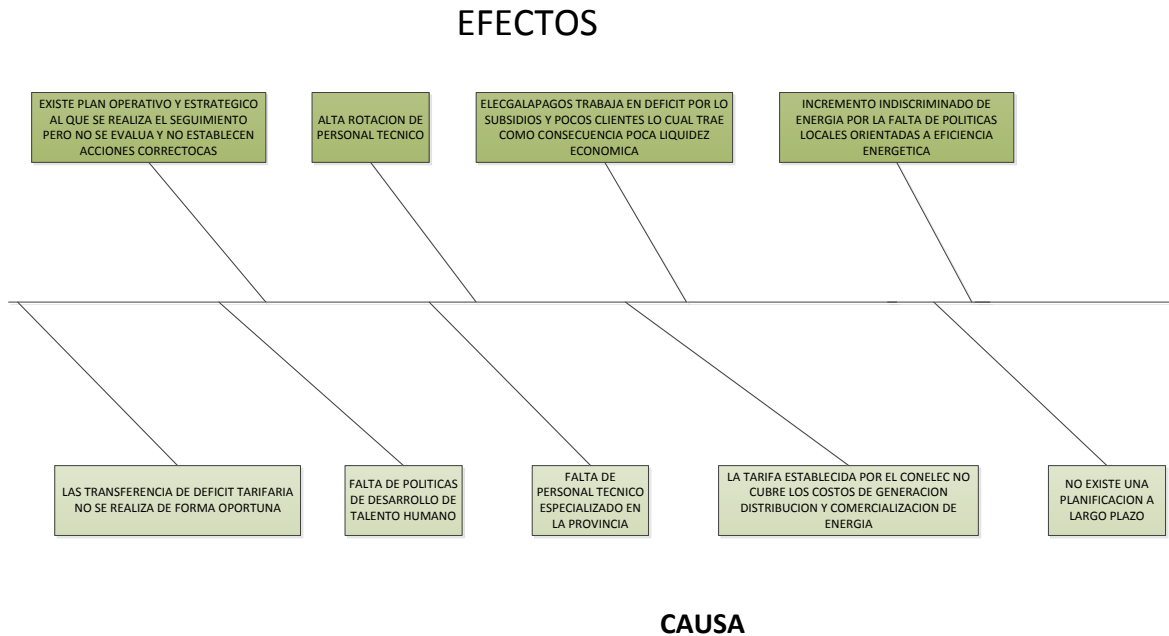 EFECTOS
EXISTE PLAN OPERATIVO Y ESTRATEGICO
AL QUE SE REALIZA EL SEGUIMIENTO
PERO NO SE EVALUA Y NO ESTABLECEN
ACCIONES CORRECTOCAS
ALTA ROTACION DE
PERSONAL TECNICO
ELECGALAPAGOS TRABAJA EN DEFICIT POR LO
SUBSIDIOS Y POCOS CLIENTES LO CUAL TRAE
COMO CONSECUENCIA POCA LIQUIDEZ
ECONOMICA
INCREMENTO INDISCRIMINADO DE
ENERGIA POR LA FALTA DE POLITICAS
LOCALES ORIENTADAS A EFICIENCIA
ENERGETICA
LAS TRANSFERENCIA DE DEFICIT TARIFARIA
NO SE REALIZA DE FORMA OPORTUNA
FALTA DE POLITICAS
DE DESARROLLO DE
TALENTO HUMANO
FALTA DE
PERSONAL TECNICO
ESPECIALIZADO EN
LA PROVINCIA
LA TARIFA ESTABLECIDA POR EL CONELEC NO
CUBRE LOS COSTOS DE GENERACION
DISTRIBUCION Y COMERCIALIZACION DE
ENERGIA
NO EXISTE UNA
PLANIFICACION A
LARGO PLAZO
CAUSA